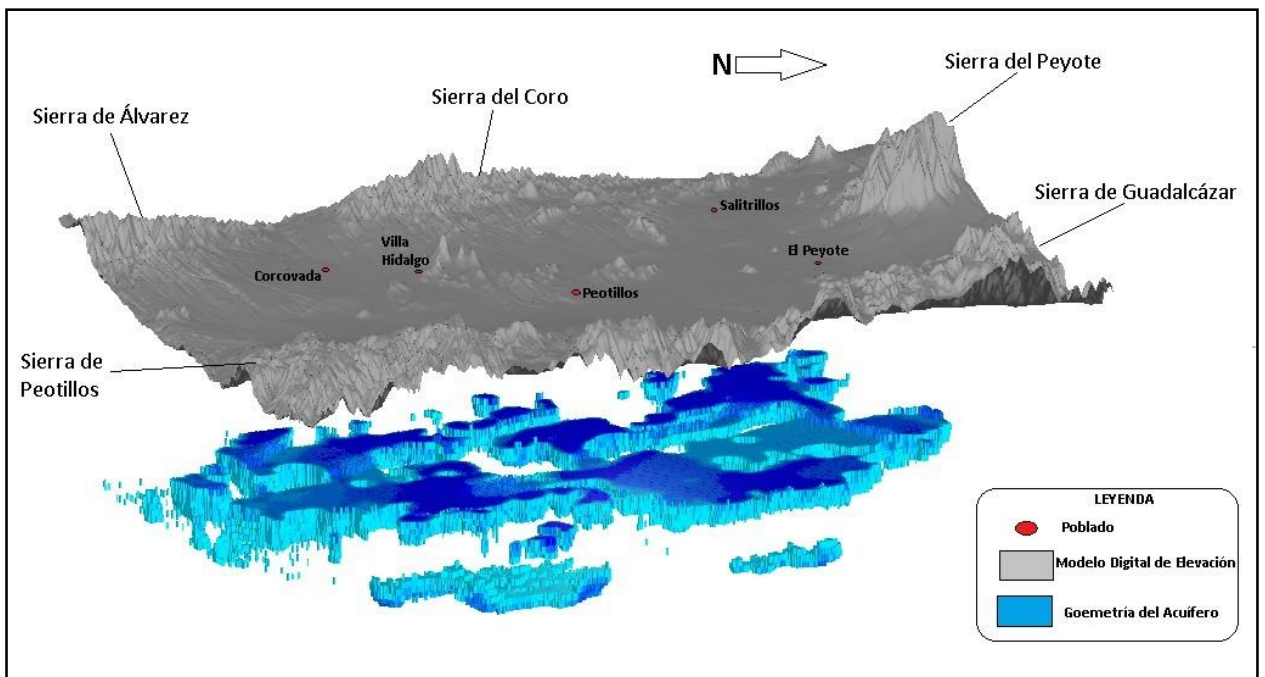 N
Sierra del Peyote
Sierra del Coro
Sierra de Álvarez
Sierra de Guadalcázar
Salitrillos
Villa
Hidalgo
El Peyote
Corcovada
Peotillos
Sierra de
Peotillos
LEYENDA
Poblado
Modelo Digital de Elevación
Goemetría del Acuífero